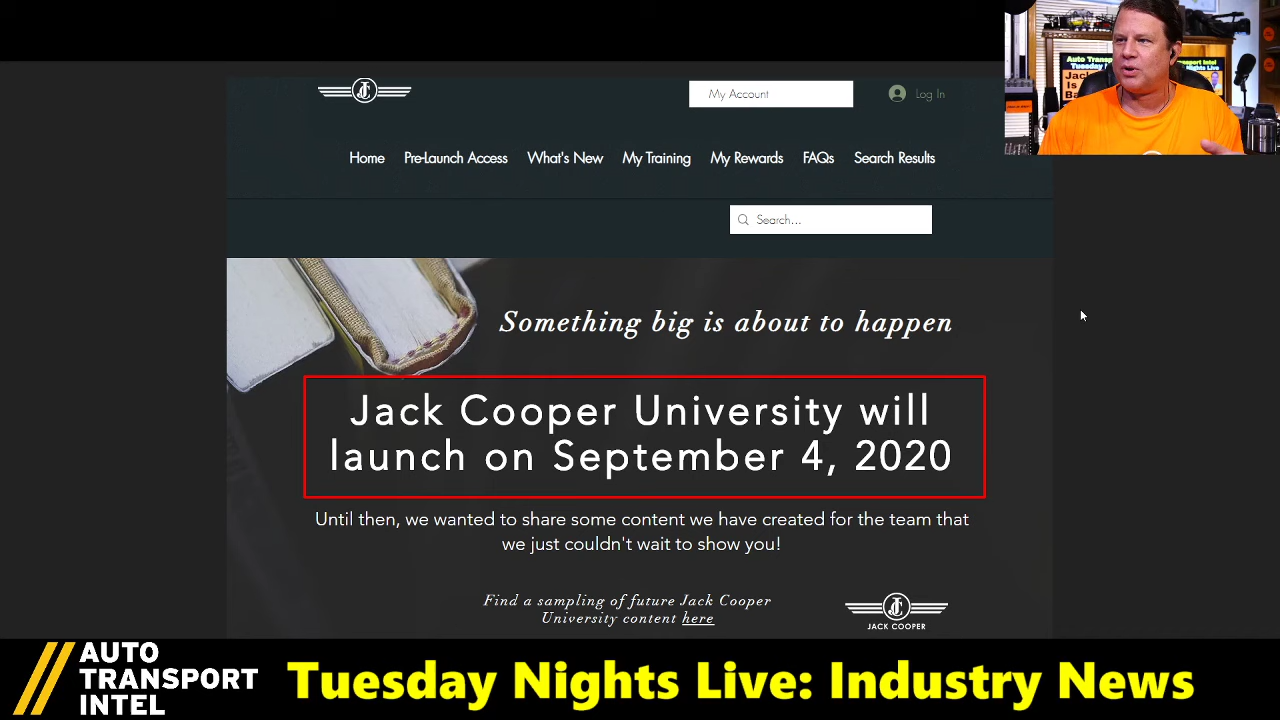 My Account
Log In
Home Pre-Launch Access What's New My Training My Rewards FAQs Search Results
Search...
Something big is about to happen
Jack Cooper University will
launch on September 4, 2020
Until then, we wanted to share some content we have created for the team that
we just couldn't wait to show you!
Find a sampling of future Jack Cooper
University content here
JC
JACK COOPER
AUTO
TRANSPORT
INTEL
Tuesday Nights Live: Industry News